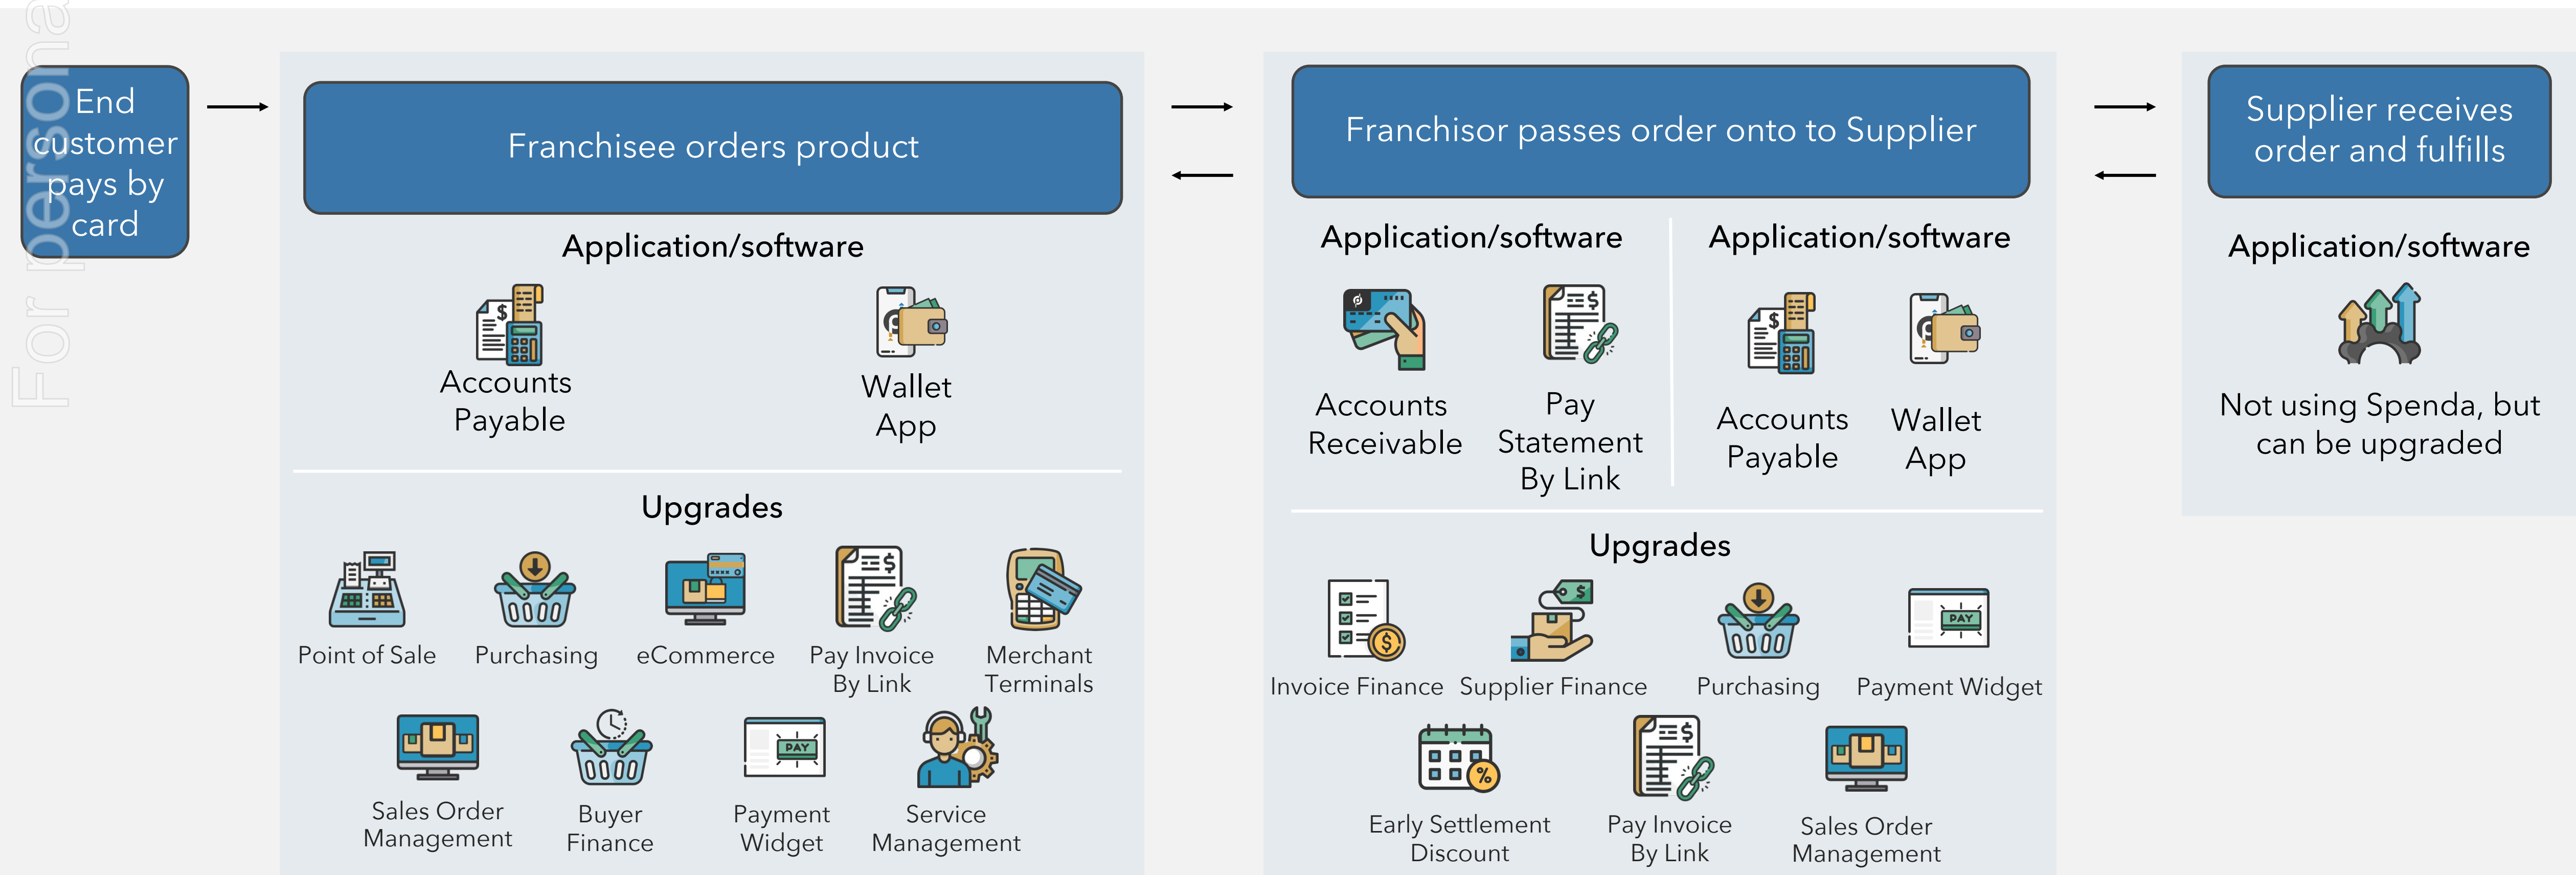 For persona
End
customer
pays by
card
Franchisee orders product
Application/software
Accounts
Payable
Wallet
App
Upgrades
Point of Sale
Purchasing
eCommerce
Pay Invoice
By Link
Merchant
Terminals
Sales Order
Management
Buyer
Finance
PAY
Payment
Widget
Service
Management
Franchisor passes order onto to Supplier
Application/software
Accounts
Receivable
Pay
Statement
By Link
Application/software
Accounts
Payable
Wallet
App
Upgrades
Invoice Finance
Supplier Finance
Purchasing
PAY
Payment Widget
Early Settlement
Discount
Pay Invoice
By Link
Sales Order
Management
Supplier receives
order and fulfills
Application/software
Not using Spenda, but
can be upgraded